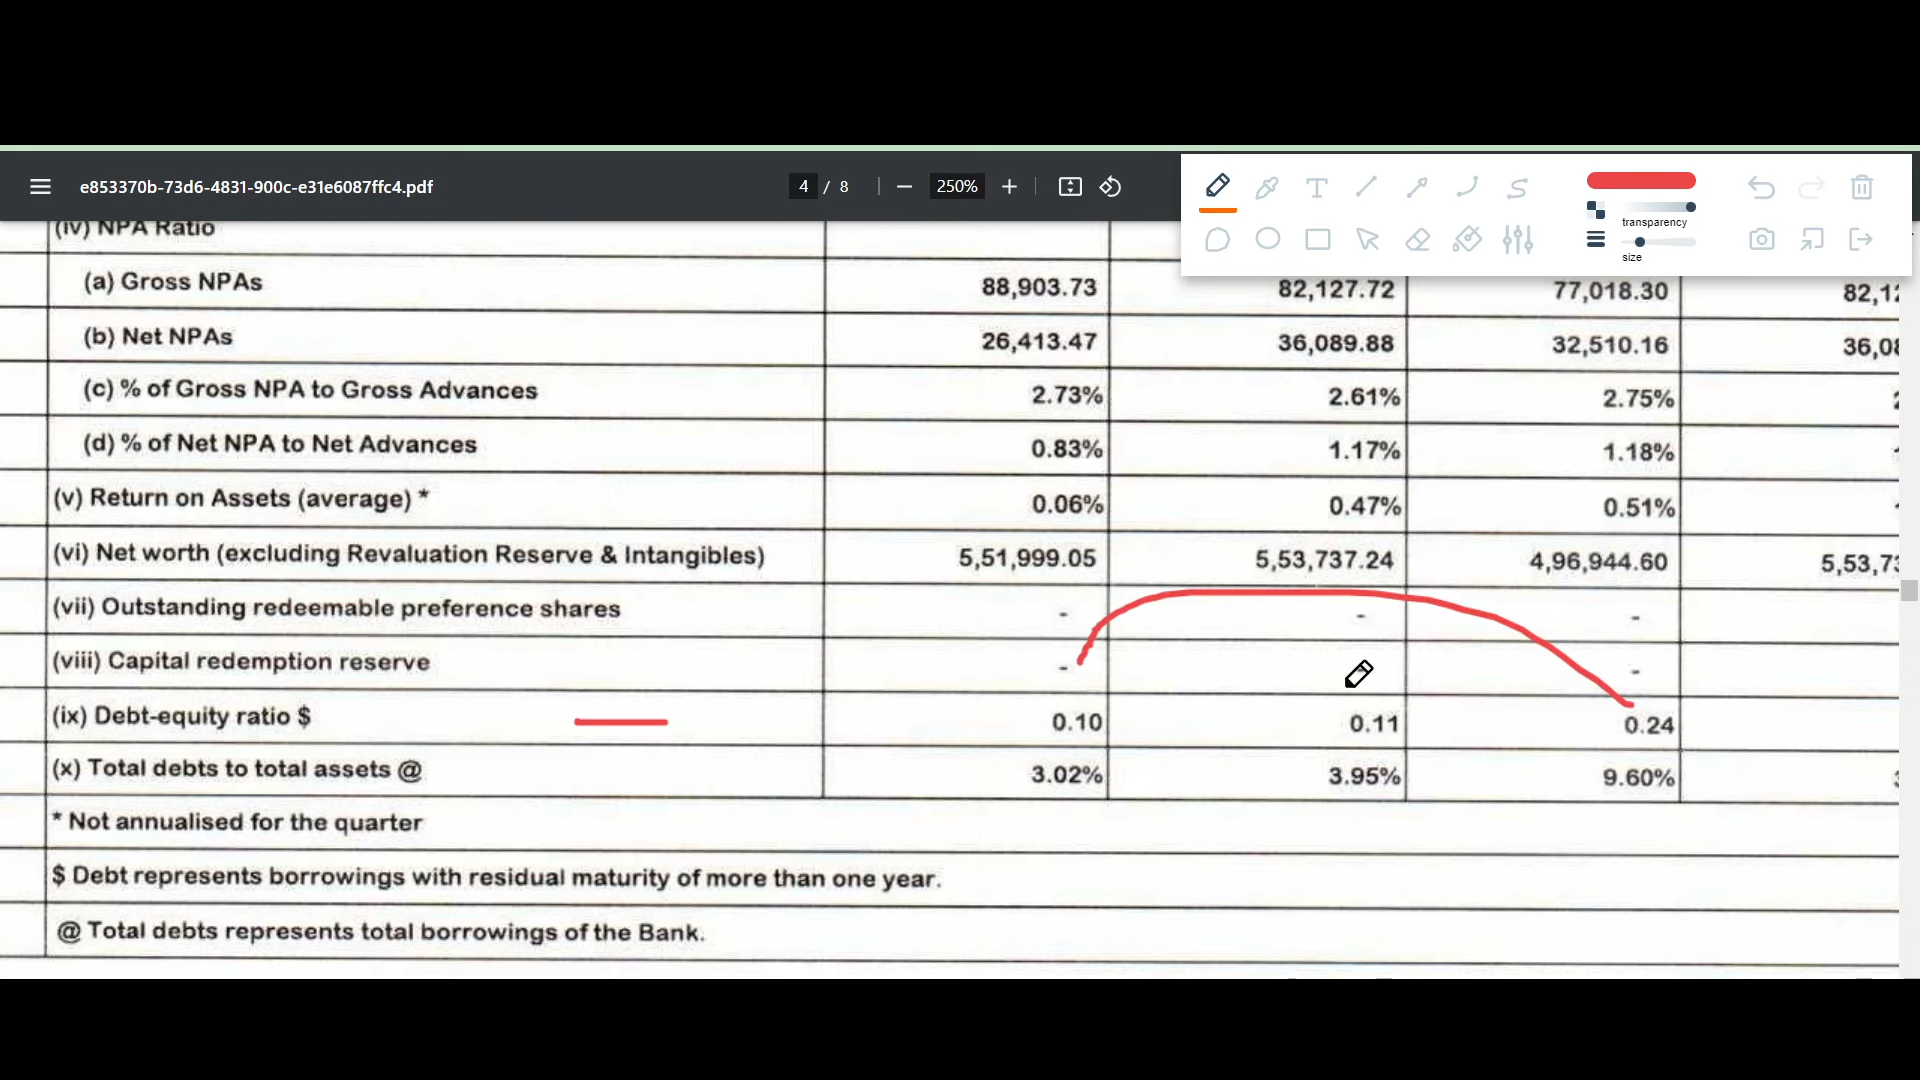 e853370b-73d6-4831-900c-e31e6087ffc4.pdf 4 / 8 250%
transparency
size
(iv) NPA Ratio
(a) Gross NPAs 88,903.73 82,127.72 77,018.30
(b) Net NPAs 26,413.47 36,089.88 32,510.16
(c) % of Gross NPA to Gross Advances 2.73% 2.61% 2.75%
(d) % of Net NPA to Net Advances 0.83% 1.17% 1.18%
(v) Return on Assets (average) * 0.06% 0.47% 0.51%
(vi) Net worth (excluding Revaluation Reserve & Intangibles) 5,51,999.05 5,53,737.24 4,96,944.60
(vii) Outstanding redeemable preference shares - - -
(viii) Capital redemption reserve - -
(ix) Debt-equity ratio $ 0.10 0.11 0.24
(x) Total debts to total assets @ 3.02% 3.95% 9.60%
* Not annualised for the quarter
$ Debt represents borrowings with residual maturity of more than one year.
@ Total debts represents total borrowings of the Bank.